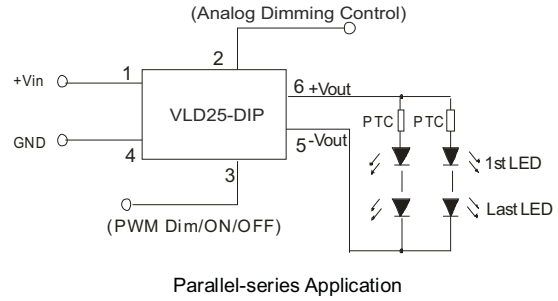 (Analog Dimming Control)
2
+Vin
1
6
+Vout
VLD25-DIP
PTC
PTC
GND
4
5
-Vout
3
1st LED
(PWM Dim/ON/OFF)
Last LED
Parallel-series Application